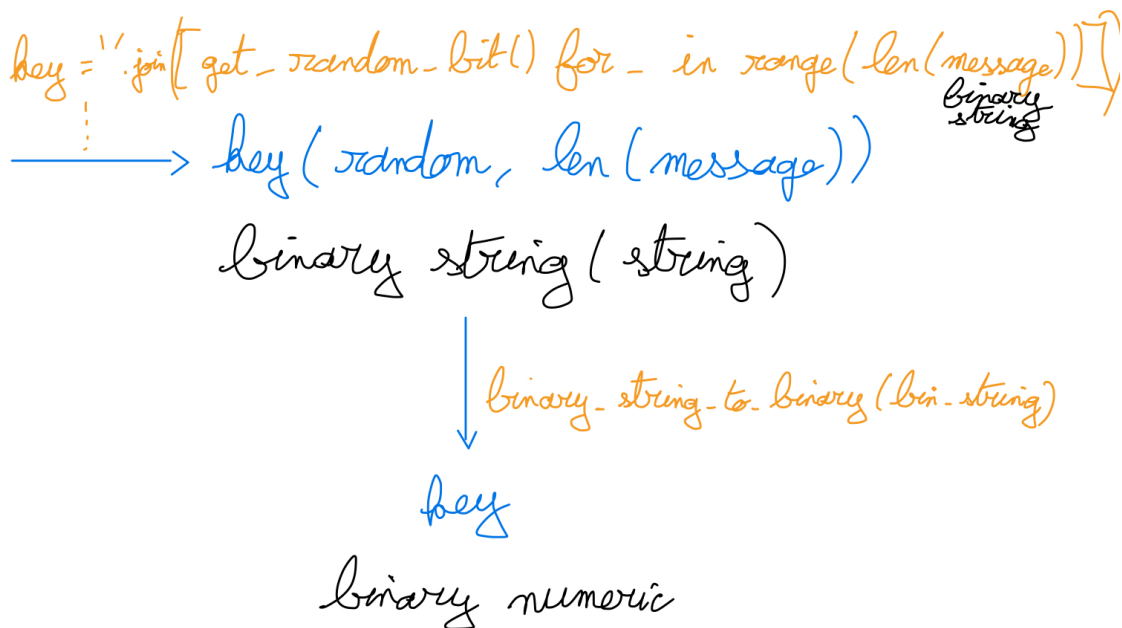 key = ''.join([get_random_bit() for _ in range(len(message))])
binary
string
key(random, len(message))
binary string(string)
binary_string_to_binary(bin_string)
key
binary numeric